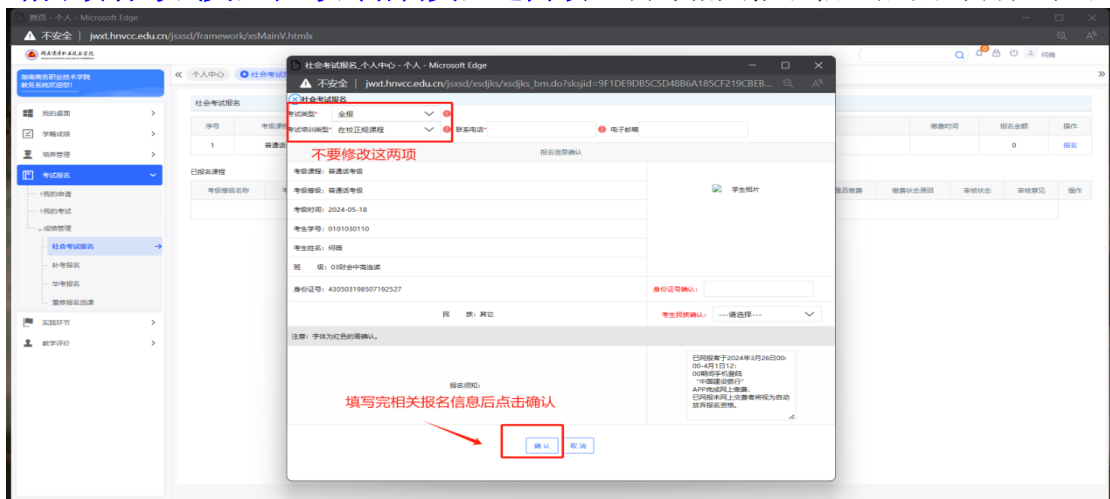 首页 - 个人 - Microsoft Edge
不安全 | jwxt.hnvcc.edu.cn/jsxsd/framework/xsMainV.htmlx
湖南商务职业技术学院
教务系统欢迎您！
我的桌面
学籍成绩
培养管理
考试报名
我的申请
我的考试
成绩管理
社会考试报名
补考报名
毕考报名
重修报名选课
实践环节
教学评价
个人中心
社会考试报名
序号
缴费时间
报名金额
操作
1
0
报名
已报名课程
考级等级名称
是否缴费
缴费状态原因
审核状态
审核意见
操作
社会考试报名_个人中心 - 个人 - Microsoft Edge
不安全 | jwxt.hnvcc.edu.cn/jsxsd/xsdjks/xsdjks_bm.do?sksjid=9F1DE9DB5C5D48B6A185CF219CBEB...
社会考试报名
考试类型* 全报
考试培训类型* 在校正规课程 联系电话* 电子邮箱
不要修改这两项
报名信息确认
考级课程：普通话考级
考级等级：普通话考级
学生相片
考级时间：2024-05-18
考生学号：0101030110
考生姓名：何薇
班 级：03财会中高连读
身份证号：430503198507192527
身份证号确认：
民 族：其它
考生民族确认：
---请选择---
注意：字体为红色的需确认。
报名须知：
已网报者于2024年3月26日00:
00-4月1日12:
00期间手机登陆
“中国建设银行”
APP完成网上缴费、
已网报未网上交费者将视为自动
放弃报名资格。
填写完相关报名信息后点击确认
确 认
取 消